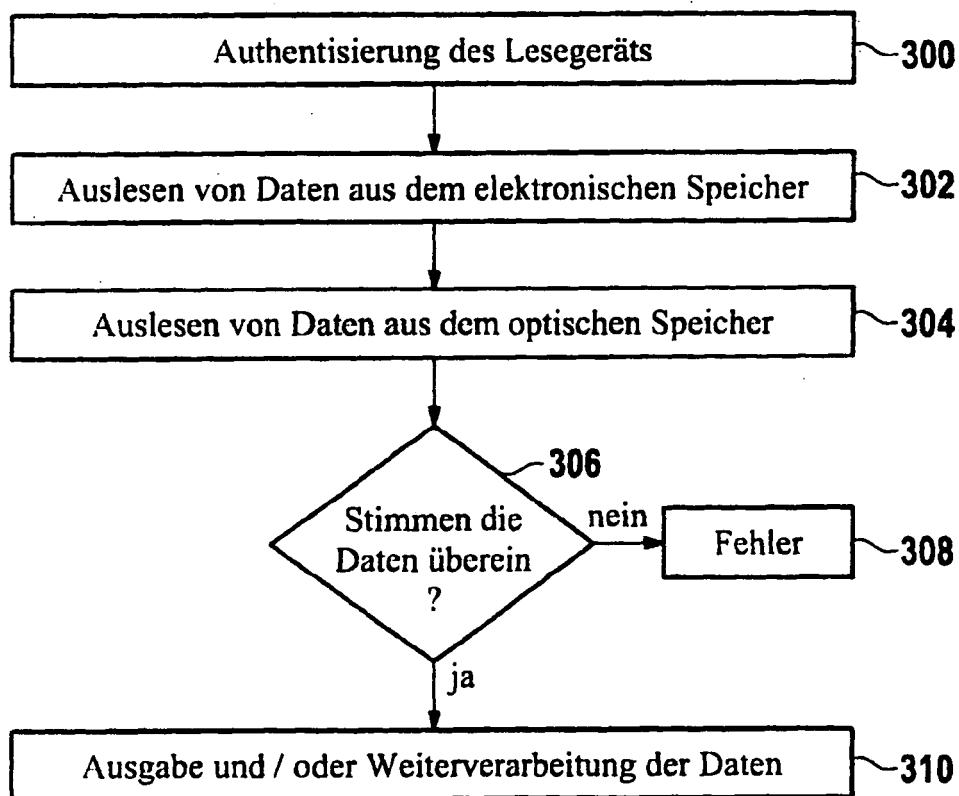 Authentisierung des Lesegeräts
300
Auslesen von Daten aus dem elektronischen Speicher
302
Auslesen von Daten aus dem optischen Speicher
304
306
Stimmen die
Daten überein
?
nein
Fehler
308
ja
Ausgabe und / oder Weiterverarbeitung der Daten
310